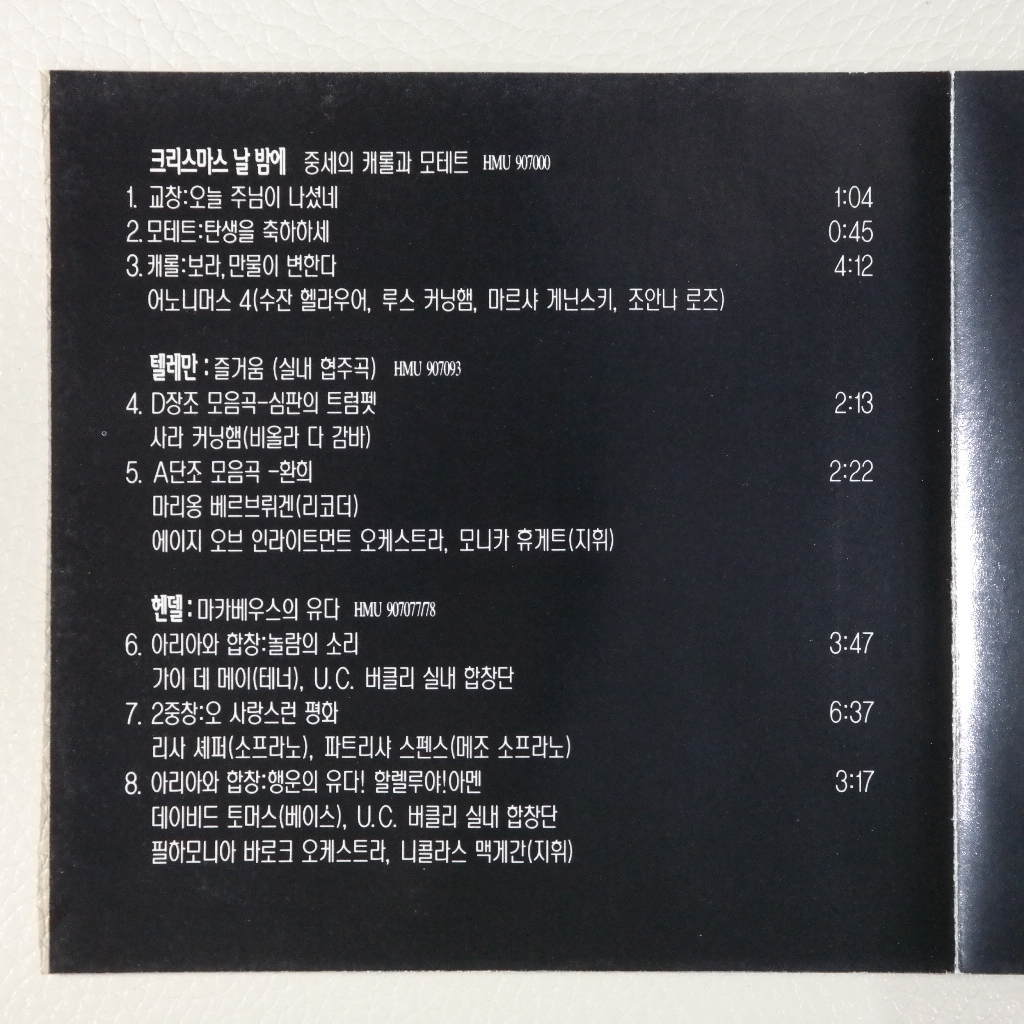 크리스마스 날 밤에 중세의 캐롤과 모테트 HMU 907000
1. 교창:오늘 주님이 나셨네 1:04
2. 모테트:탄생을 축하하세 0:45
3. 캐롤:보라, 만물이 변한다 4:12
어노니머스 4(수잔 헬라우어, 루스 커닝햄, 마르샤 게닌스키, 조안나 로즈)
텔레만 : 즐거움 (실내 협주곡) HMU 907093
4. D장조 모음곡-심판의 트럼펫 2:13
사라 커닝햄(비올라 다 감바)
5. A단조 모음곡 -환희 2:22
마리옹 베르브뤼겐(리코더)
에이지 오브 인라이트먼트 오케스트라, 모니카 휴게트(지휘)
헨델 : 마카베우스의 유다 HMU 907077/78
6. 아리아와 합창:놀람의 소리 3:47
가이 데 메이(테너), U.C. 버클리 실내 합창단
7. 2중창:오 사랑스런 평화 6:37
리사 셰퍼(소프라노), 파트리샤 스펜스(메조 소프라노)
8. 아리아와 합창:행운의 유다! 할렐루야!아멘 3:17
데이비드 토머스(베이스), U.C. 버클리 실내 합창단
필하모니아 바로크 오케스트라, 니콜라스 맥게간(지휘)